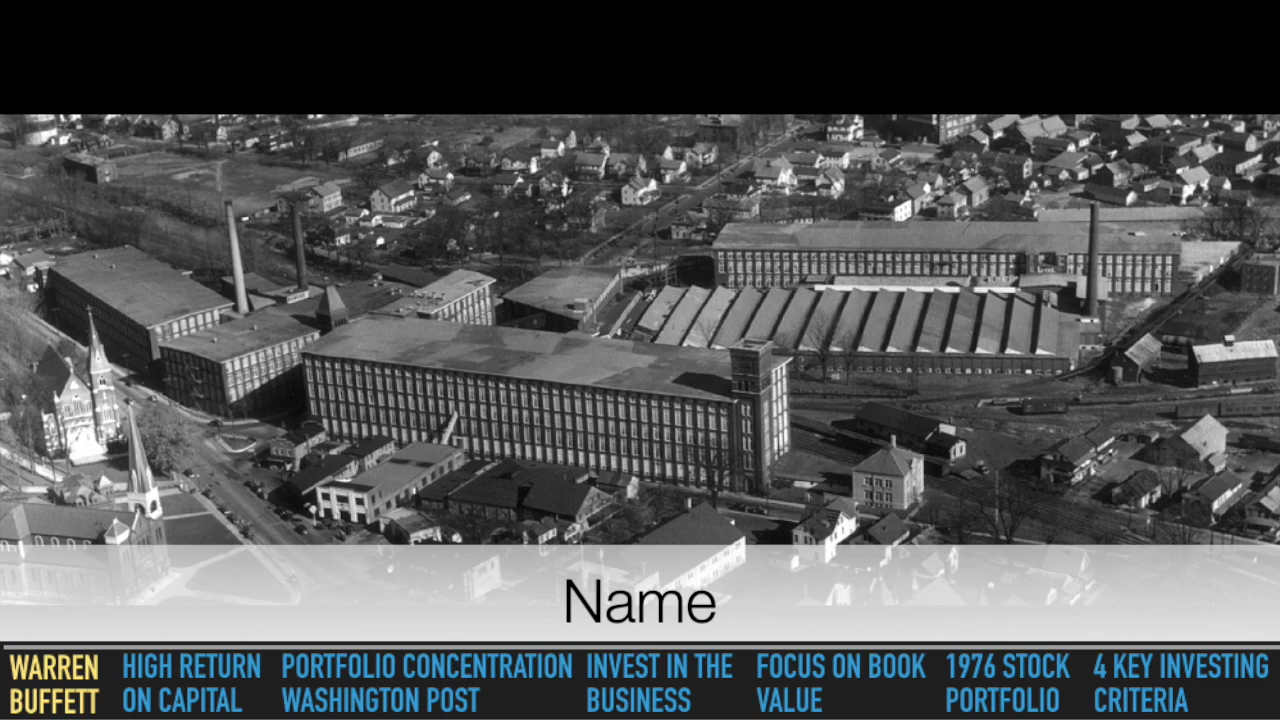 Name
WARREN
BUFFETT
HIGH RETURN
ON CAPITAL
PORTFOLIO CONCENTRATION
WASHINGTON POST
INVEST IN THE
BUSINESS
FOCUS ON BOOK
VALUE
1976 STOCK
PORTFOLIO
4 KEY INVESTING
CRITERIA